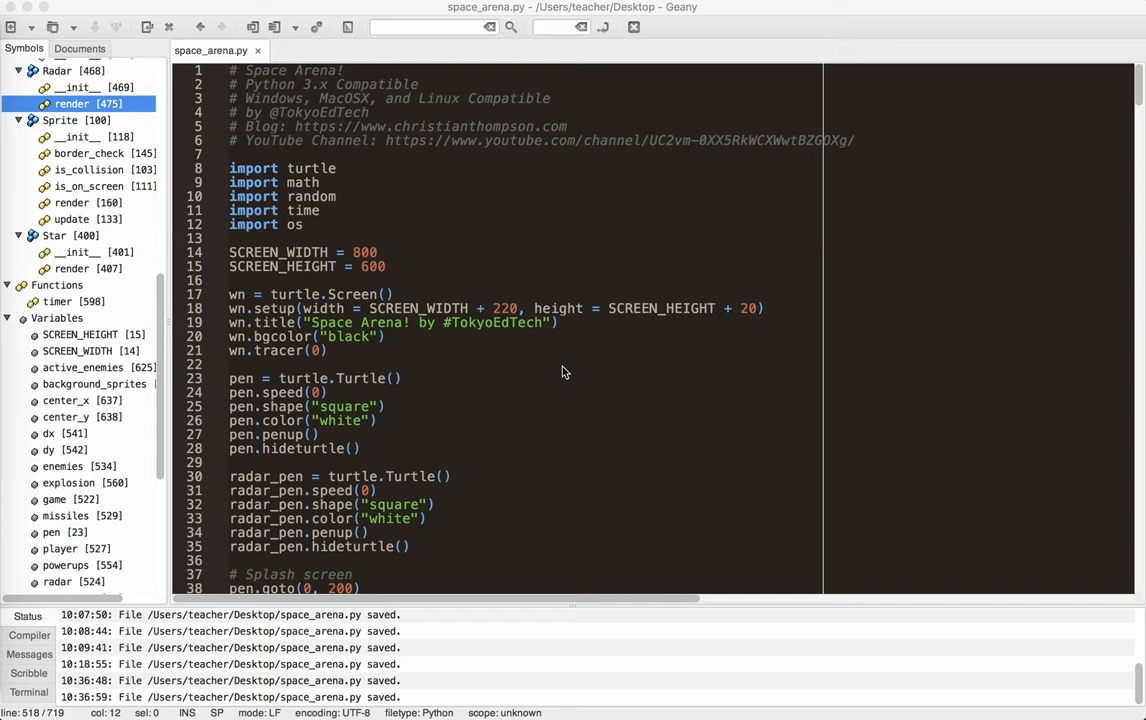 space_arena.py - /Users/teacher/Desktop - Geany
Symbols Documents
space_arena.py ×
Radar [468]
__init__ [469]
render [475]
Sprite [100]
__init__ [118]
border_check [145]
is_collision [103]
is_on_screen [111]
render [160]
update [133]
Star [400]
__init__ [401]
render [407]
Functions
timer [598]
Variables
SCREEN_HEIGHT [15]
SCREEN_WIDTH [14]
active_enemies [625]
background_sprites
center_x [637]
center_y [638]
dx [541]
dy [542]
enemies [534]
explosion [560]
game [522]
missiles [529]
pen [23]
player [527]
powerups [554]
radar [524]
1 # Space Arena!
2 # Python 3.x Compatible
3 # Windows, MacOSX, and Linux Compatible
4 # by @TokyoEdTech
5 # Blog: https://www.christianthompson.com
6 # YouTube Channel: https://www.youtube.com/channel/UC2vm-0XX5RkWCXWwtBZGOXg/
7
8 import turtle
9 import math
10 import random
11 import time
12 import os
13
14 SCREEN_WIDTH = 800
15 SCREEN_HEIGHT = 600
16
17 wn = turtle.Screen()
18 wn.setup(width = SCREEN_WIDTH + 220, height = SCREEN_HEIGHT + 20)
19 wn.title("Space Arena! by #TokyoEdTech")
20 wn.bgcolor("black")
21 wn.tracer(0)
22
23 pen = turtle.Turtle()
24 pen.speed(0)
25 pen.shape("square")
26 pen.color("white")
27 pen.penup()
28 pen.hideturtle()
29
30 radar_pen = turtle.Turtle()
31 radar_pen.speed(0)
32 radar_pen.shape("square")
33 radar_pen.color("white")
34 radar_pen.penup()
35 radar_pen.hideturtle()
36
37 # Splash screen
38 pen.goto(0, 200)
Status
Compiler
Messages
Scribble
Terminal
10:07:50: File /Users/teacher/Desktop/space_arena.py saved.
10:08:44: File /Users/teacher/Desktop/space_arena.py saved.
10:09:41: File /Users/teacher/Desktop/space_arena.py saved.
10:18:55: File /Users/teacher/Desktop/space_arena.py saved.
10:36:48: File /Users/teacher/Desktop/space_arena.py saved.
10:36:59: File /Users/teacher/Desktop/space_arena.py saved.
line: 518 / 719 col: 12 sel: 0 INS SP mode: LF encoding: UTF-8 filetype: Python scope: unknown